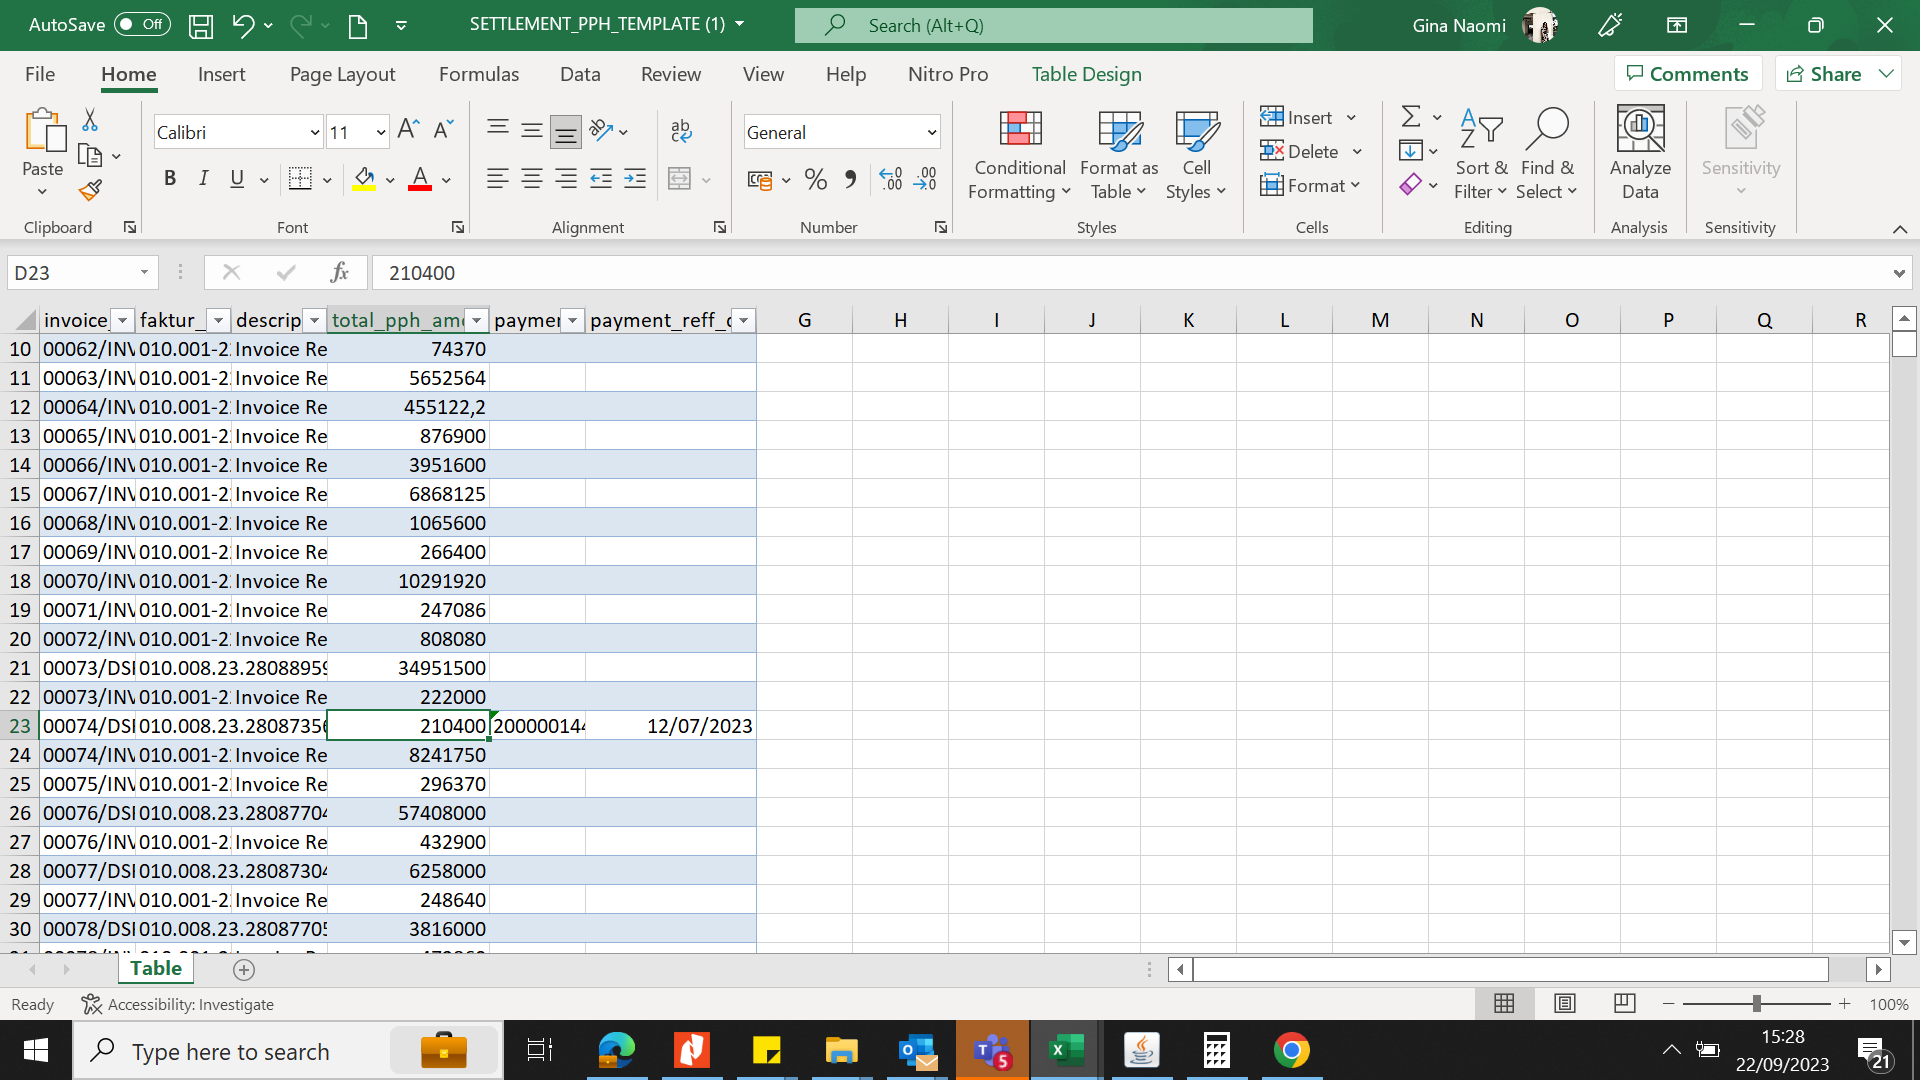 AutoSave Off SETTLEMENT_PPH_TEMPLATE (1) Search (Alt+Q) Gina Naomi
File Home Insert Page Layout Formulas Data Review View Help Nitro Pro Table Design Comments Share
Paste
Clipboard
Calibri 11
B I U
Font
ab
Alignment
General
% 9
Number
Conditional Formatting
Format as Table
Cell Styles
Styles
Insert
Delete
Format
Cells
Sort & Filter
Find & Select
Editing
Analyze Data
Analysis
Sensitivity
Sensitivity
D23 fx 210400
invoice_ faktur_ descrip total_pph_am paymen payment_reff_ G H I J K L M N O P Q R
10 00062/INV 010.001-2 Invoice Re 74370
11 00063/INV 010.001-2 Invoice Re 5652564
12 00064/INV 010.001-2 Invoice Re 455122,2
13 00065/INV 010.001-2 Invoice Re 876900
14 00066/INV 010.001-2 Invoice Re 3951600
15 00067/INV 010.001-2 Invoice Re 6868125
16 00068/INV 010.001-2 Invoice Re 1065600
17 00069/INV 010.001-2 Invoice Re 266400
18 00070/INV 010.001-2 Invoice Re 10291920
19 00071/INV 010.001-2 Invoice Re 247086
20 00072/INV 010.001-2 Invoice Re 808080
21 00073/DSI 010.008.23.28088959 34951500
22 00073/INV 010.001-2 Invoice Re 222000
23 00074/DSI 010.008.23.28087356 210400 200000144 12/07/2023
24 00074/INV 010.001-2 Invoice Re 8241750
25 00075/INV 010.001-2 Invoice Re 296370
26 00076/DSI 010.008.23.28087704 57408000
27 00076/INV 010.001-2 Invoice Re 432900
28 00077/DSI 010.008.23.28087304 6258000
29 00077/INV 010.001-2 Invoice Re 248640
30 00078/DSI 010.008.23.28087705 3816000
Table
Ready Accessibility: Investigate 100%
Type here to search 5 15:28
22/09/2023 21